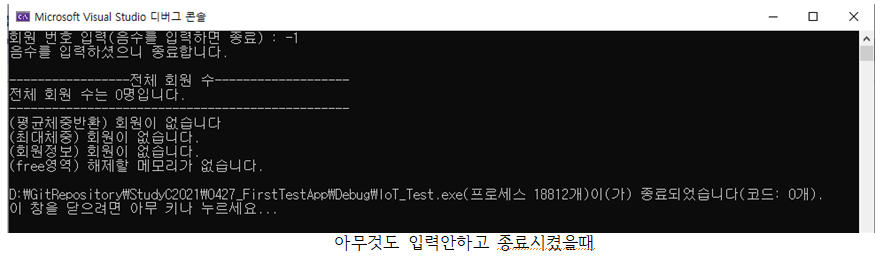 Microsoft Visual Studio 디버그 콘솔
회원 번호 입력(음수를 입력하면 종료) : -1
음수를 입력하셨으니 종료합니다.
-----------------전체 회원 수-------------------
전체 회원 수는 0명입니다.
------------------------------------------------
(평균체중반환) 회원이 없습니다
(최대체중) 회원이 없습니다.
(회원정보) 회원이 없습니다.
(free영역) 해제할 메모리가 없습니다.
D:₩GitRepository₩StudyC2021₩0427_FirstTestApp₩Debug₩IoT_Test.exe(프로세스 18812개)이(가) 종료되었습니다(코드: 0개).
이 창을 닫으려면 아무 키나 누르세요...
아무것도 입력안하고 종료시켰을때